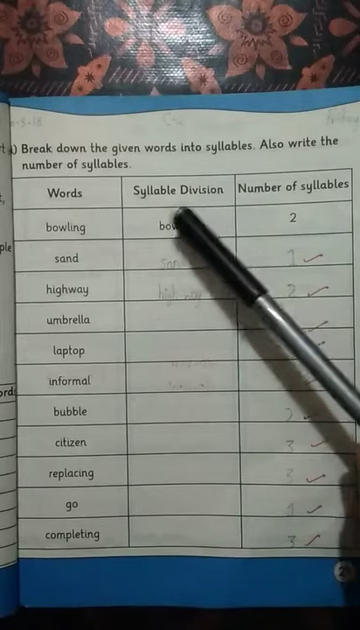 Break down the given words into syllables. Also write the
number of syllables.
Words Syllable Division Number of syllables
bowling 2
sand 1
highway high way 2
umbrella
laptop
informal
bubble 2
citizen 3
replacing 3
go 1
completing 3